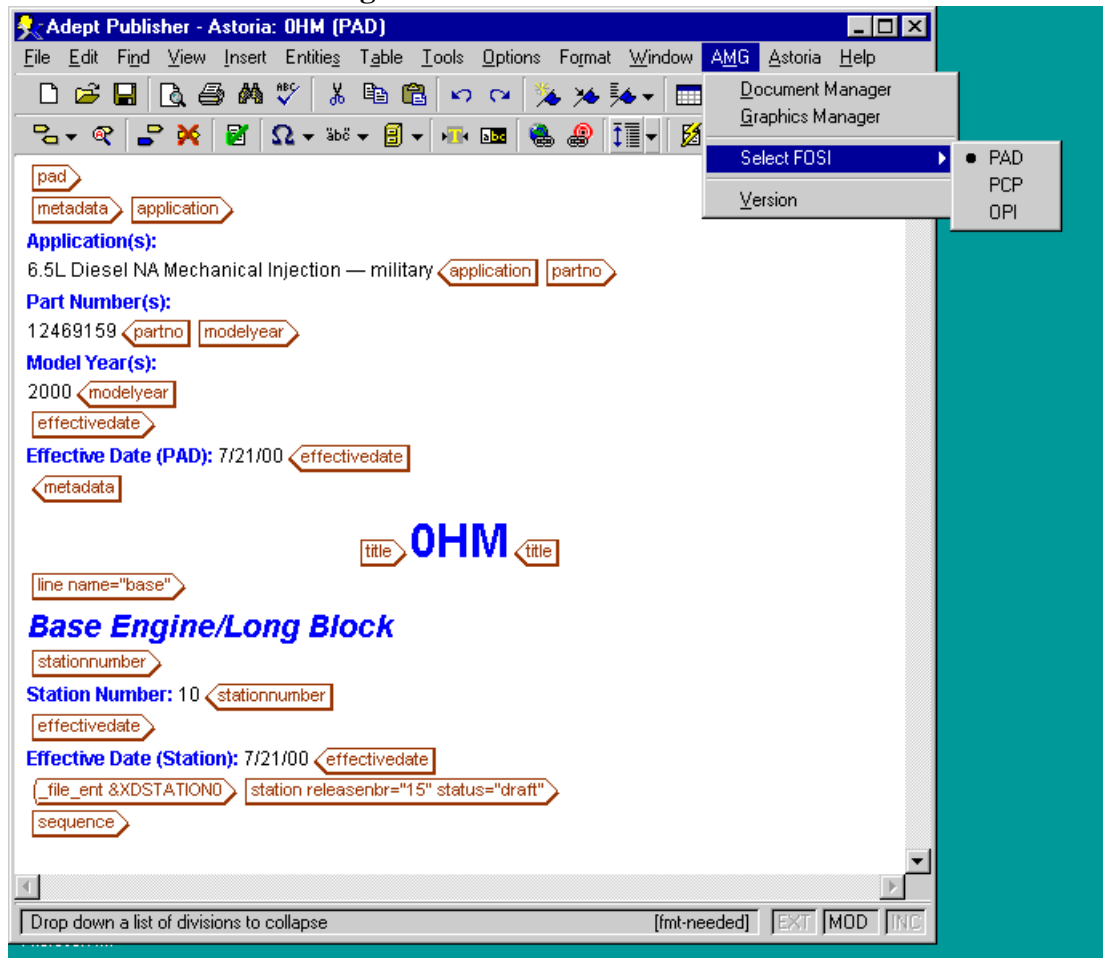 Adept Publisher - Astoria: 0HM (PAD)
File Edit Find View Insert Entities Table Tools Options Format Window AMG Astoria Help
Document Manager
Graphics Manager
Select FOSI
PAD
PCP
OPI
Version
pad
metadata application
Application(s):
6.5L Diesel NA Mechanical Injection — military application partno
Part Number(s):
12469159 partno modelyear
Model Year(s):
2000 modelyear
effectivedate
Effective Date (PAD): 7/21/00 effectivedate
metadata
title 0HM title
line name="base"
Base Engine/Long Block
stationnumber
Station Number: 10 stationnumber
effectivedate
Effective Date (Station): 7/21/00 effectivedate
_file_ent &XDSTATION0 station releasenbr="15" status="draft"
sequence
Drop down a list of divisions to collapse [fmt-needed] EXT MOD INC